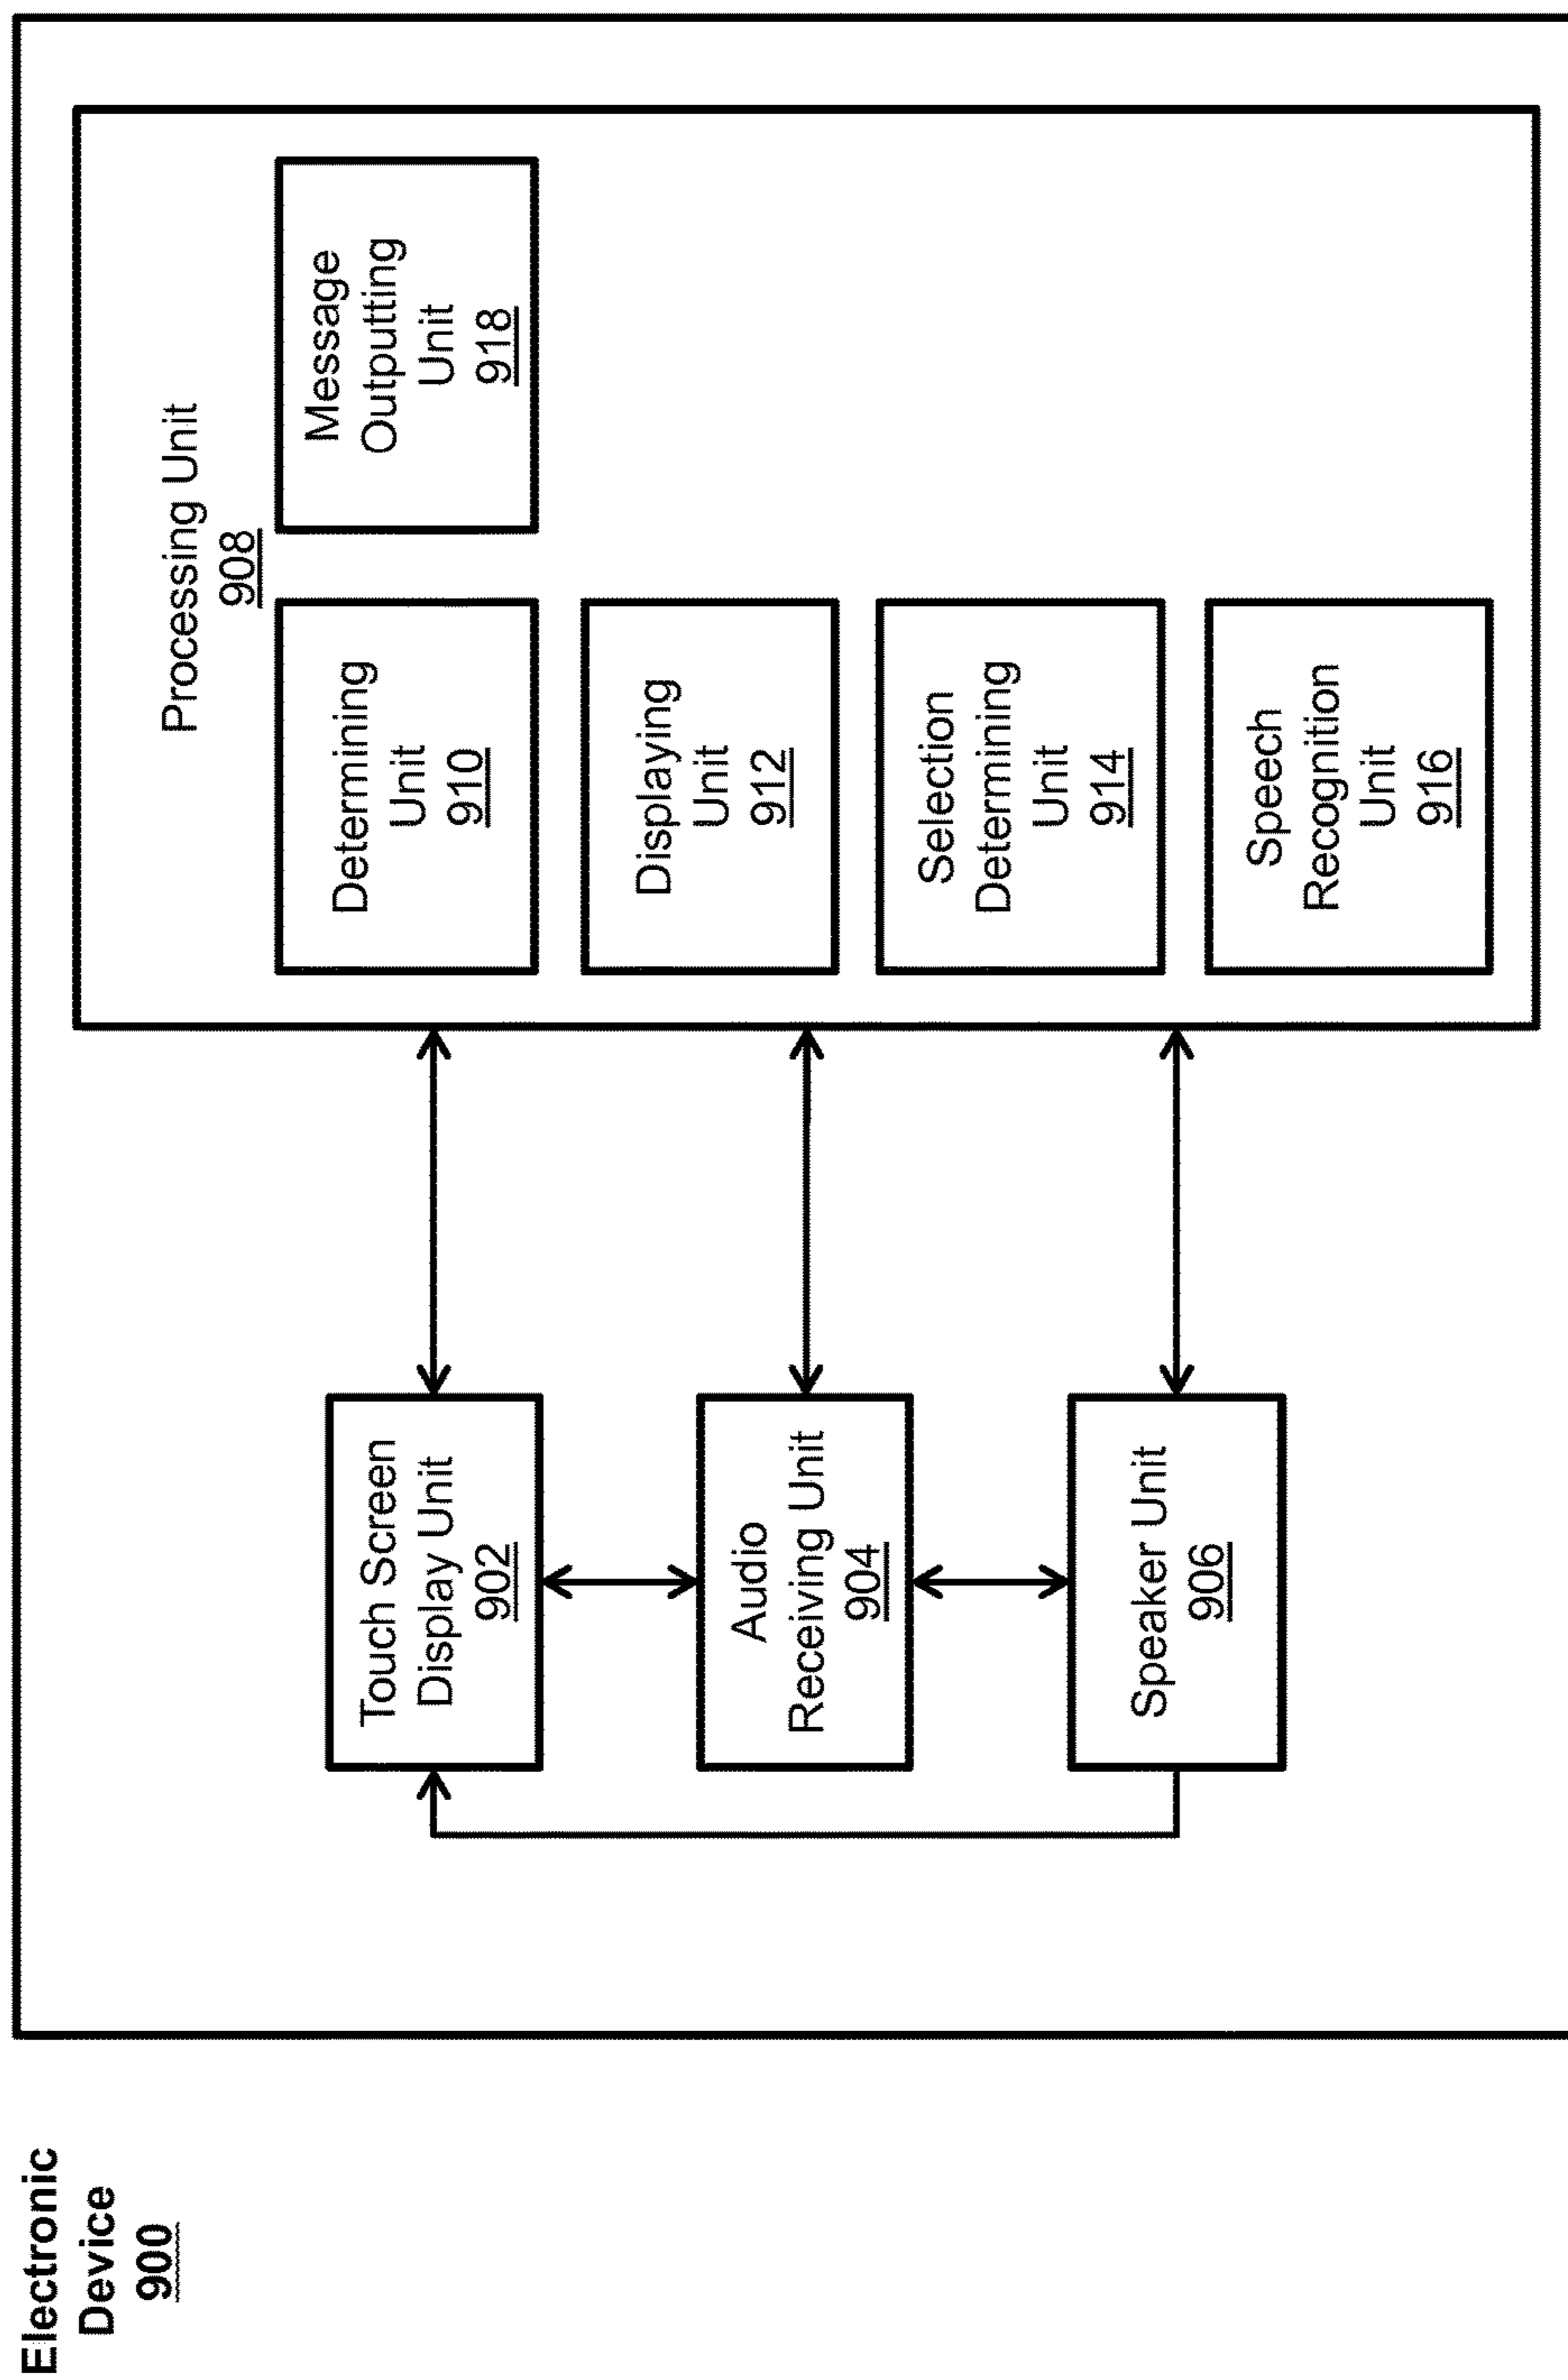 Electronic
Device
900
Touch Screen
Display Unit
902
Audio
Receiving Unit
904
Speaker Unit
906
Processing Unit
908
Determining
Unit
910
Displaying
Unit
912
Selection
Determining
Unit
914
Speech
Recognition
Unit
916
Message
Outputting
Unit
918